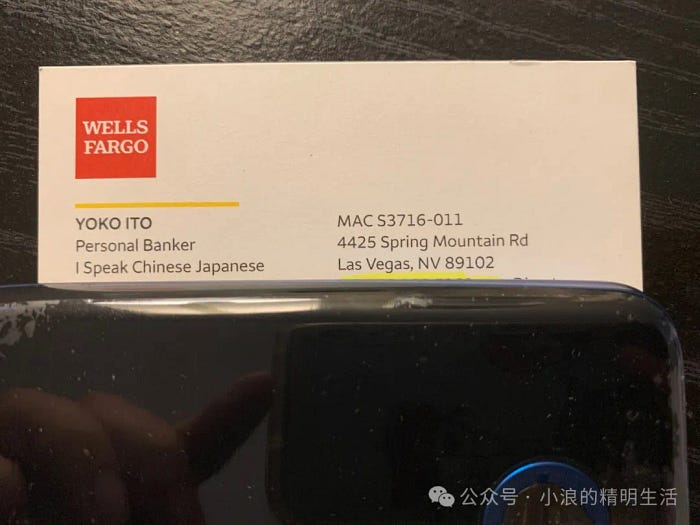 WELLS
FARGO
YOKO ITO
Personal Banker
I Speak Chinese Japanese
MAC S3716-011
4425 Spring Mountain Rd
Las Vegas, NV 89102
公众号·小浪的精明生活